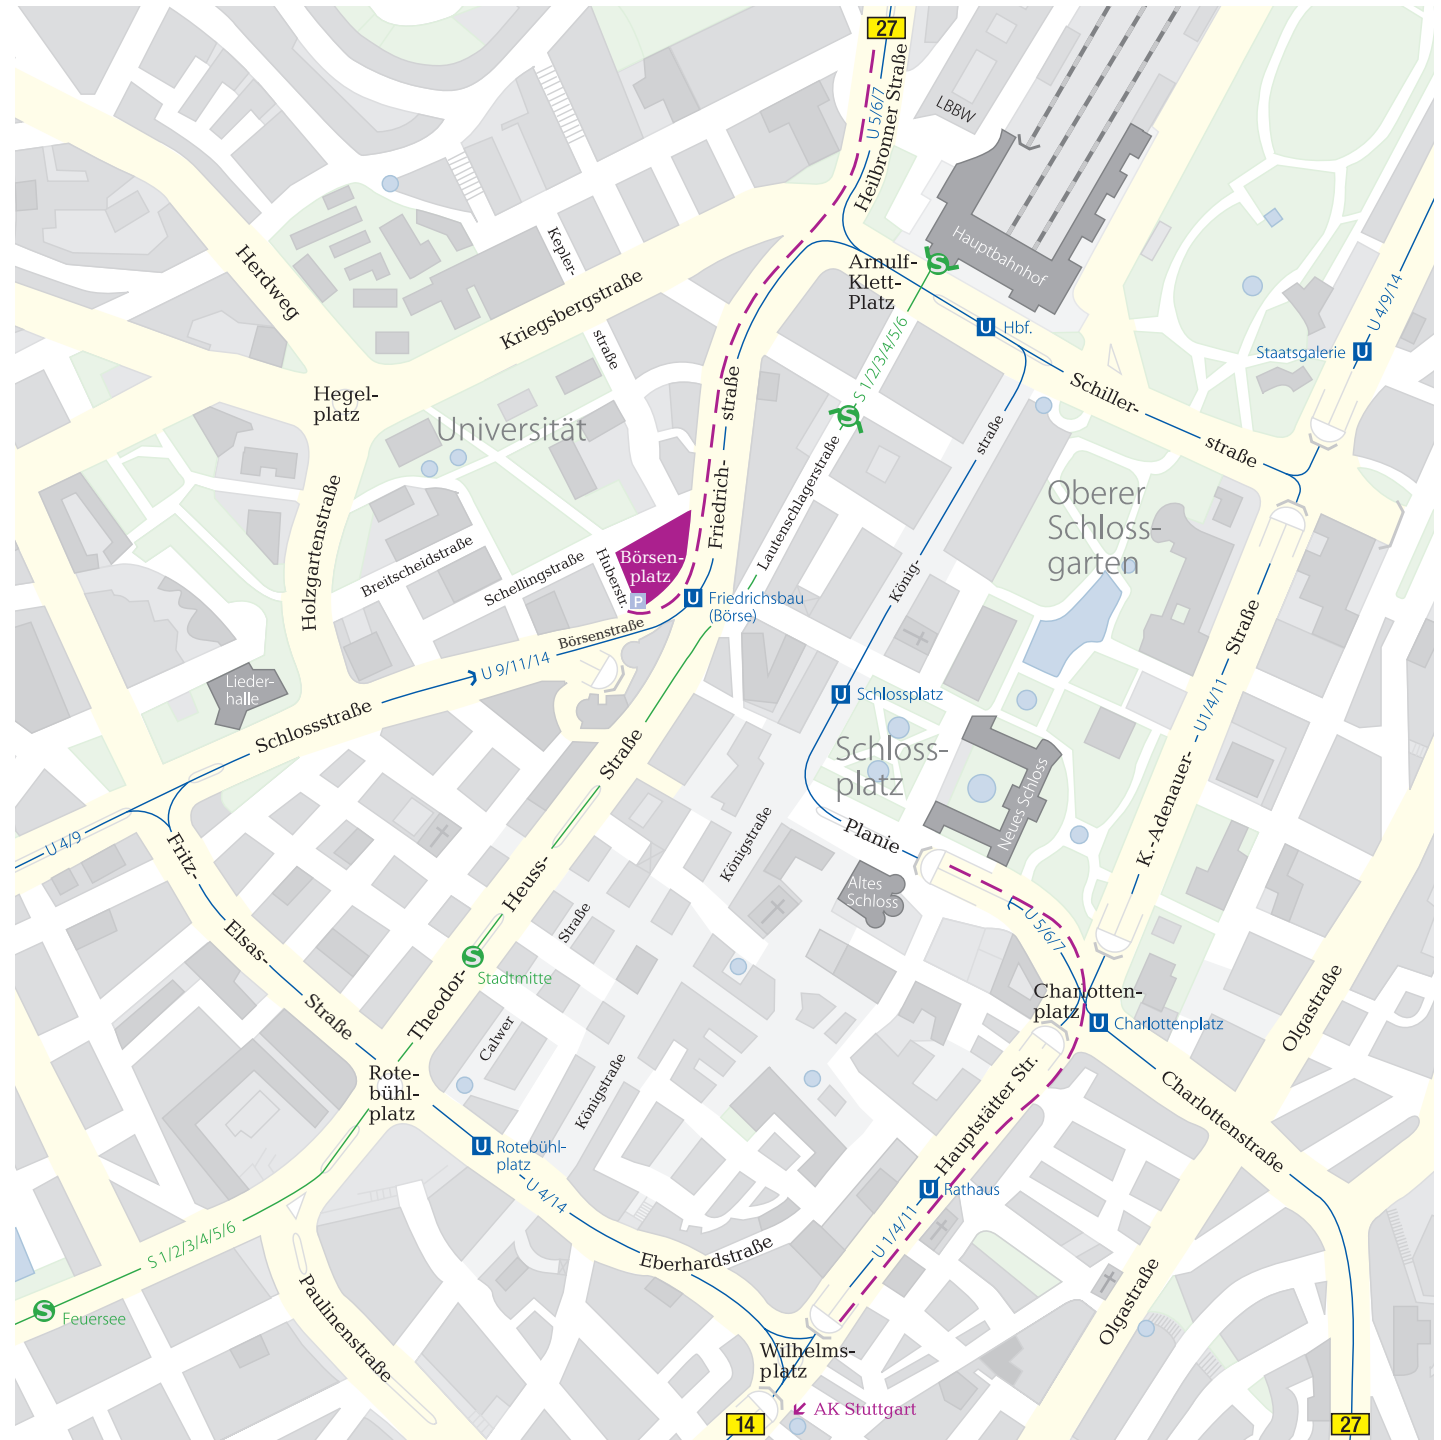 27
U 5/6/7
Heilbronner Straße
LBBW
Hauptbahnhof
Herdweg
Kepler-
straße
Kriegsbergstraße
Arnulf-
Klett-
Platz
S
U Hbf.
S 1/2/3/4/5/6
S
Staatsgalerie U
U 4/9/14
Schiller-
straße
Hegel-
platz
Universität
Friedrich-
straße
Lautenschlagerstraße
König-
straße
Oberer
Schloss-
garten
Holzgartenstraße
Breitscheidstraße
Schellingstraße
Huberstr.
Börsen-
platz
P
U Friedrichsbau
(Börse)
Börsenstraße
U 9/11/14
Lieder-
halle
Schlossstraße
U Schlossplatz
Schloss-
platz
Neues Schloss
K.-Adenauer-
Straße
U1/4/11
U 4/9
Fritz-
Elsas-
Straße
Theodor-
Heuss-
Straße
Königstraße
Planie
Altes
Schloss
U 5/6/7
S
Stadtmitte
Calwer
Straße
Königstraße
Charlotten-
platz
U Charlottenplatz
Olgastraße
Charlottenstraße
Rote-
bühl-
platz
U Rotebühl-
platz
U 4/14
Hauptstätter Str.
U Rathaus
U 1/4/11
S 1/2/3/4/5/6
S Feuersee
Paulinenstraße
Eberhardstraße
Olgastraße
Wilhelms-
platz
AK Stuttgart
14
27